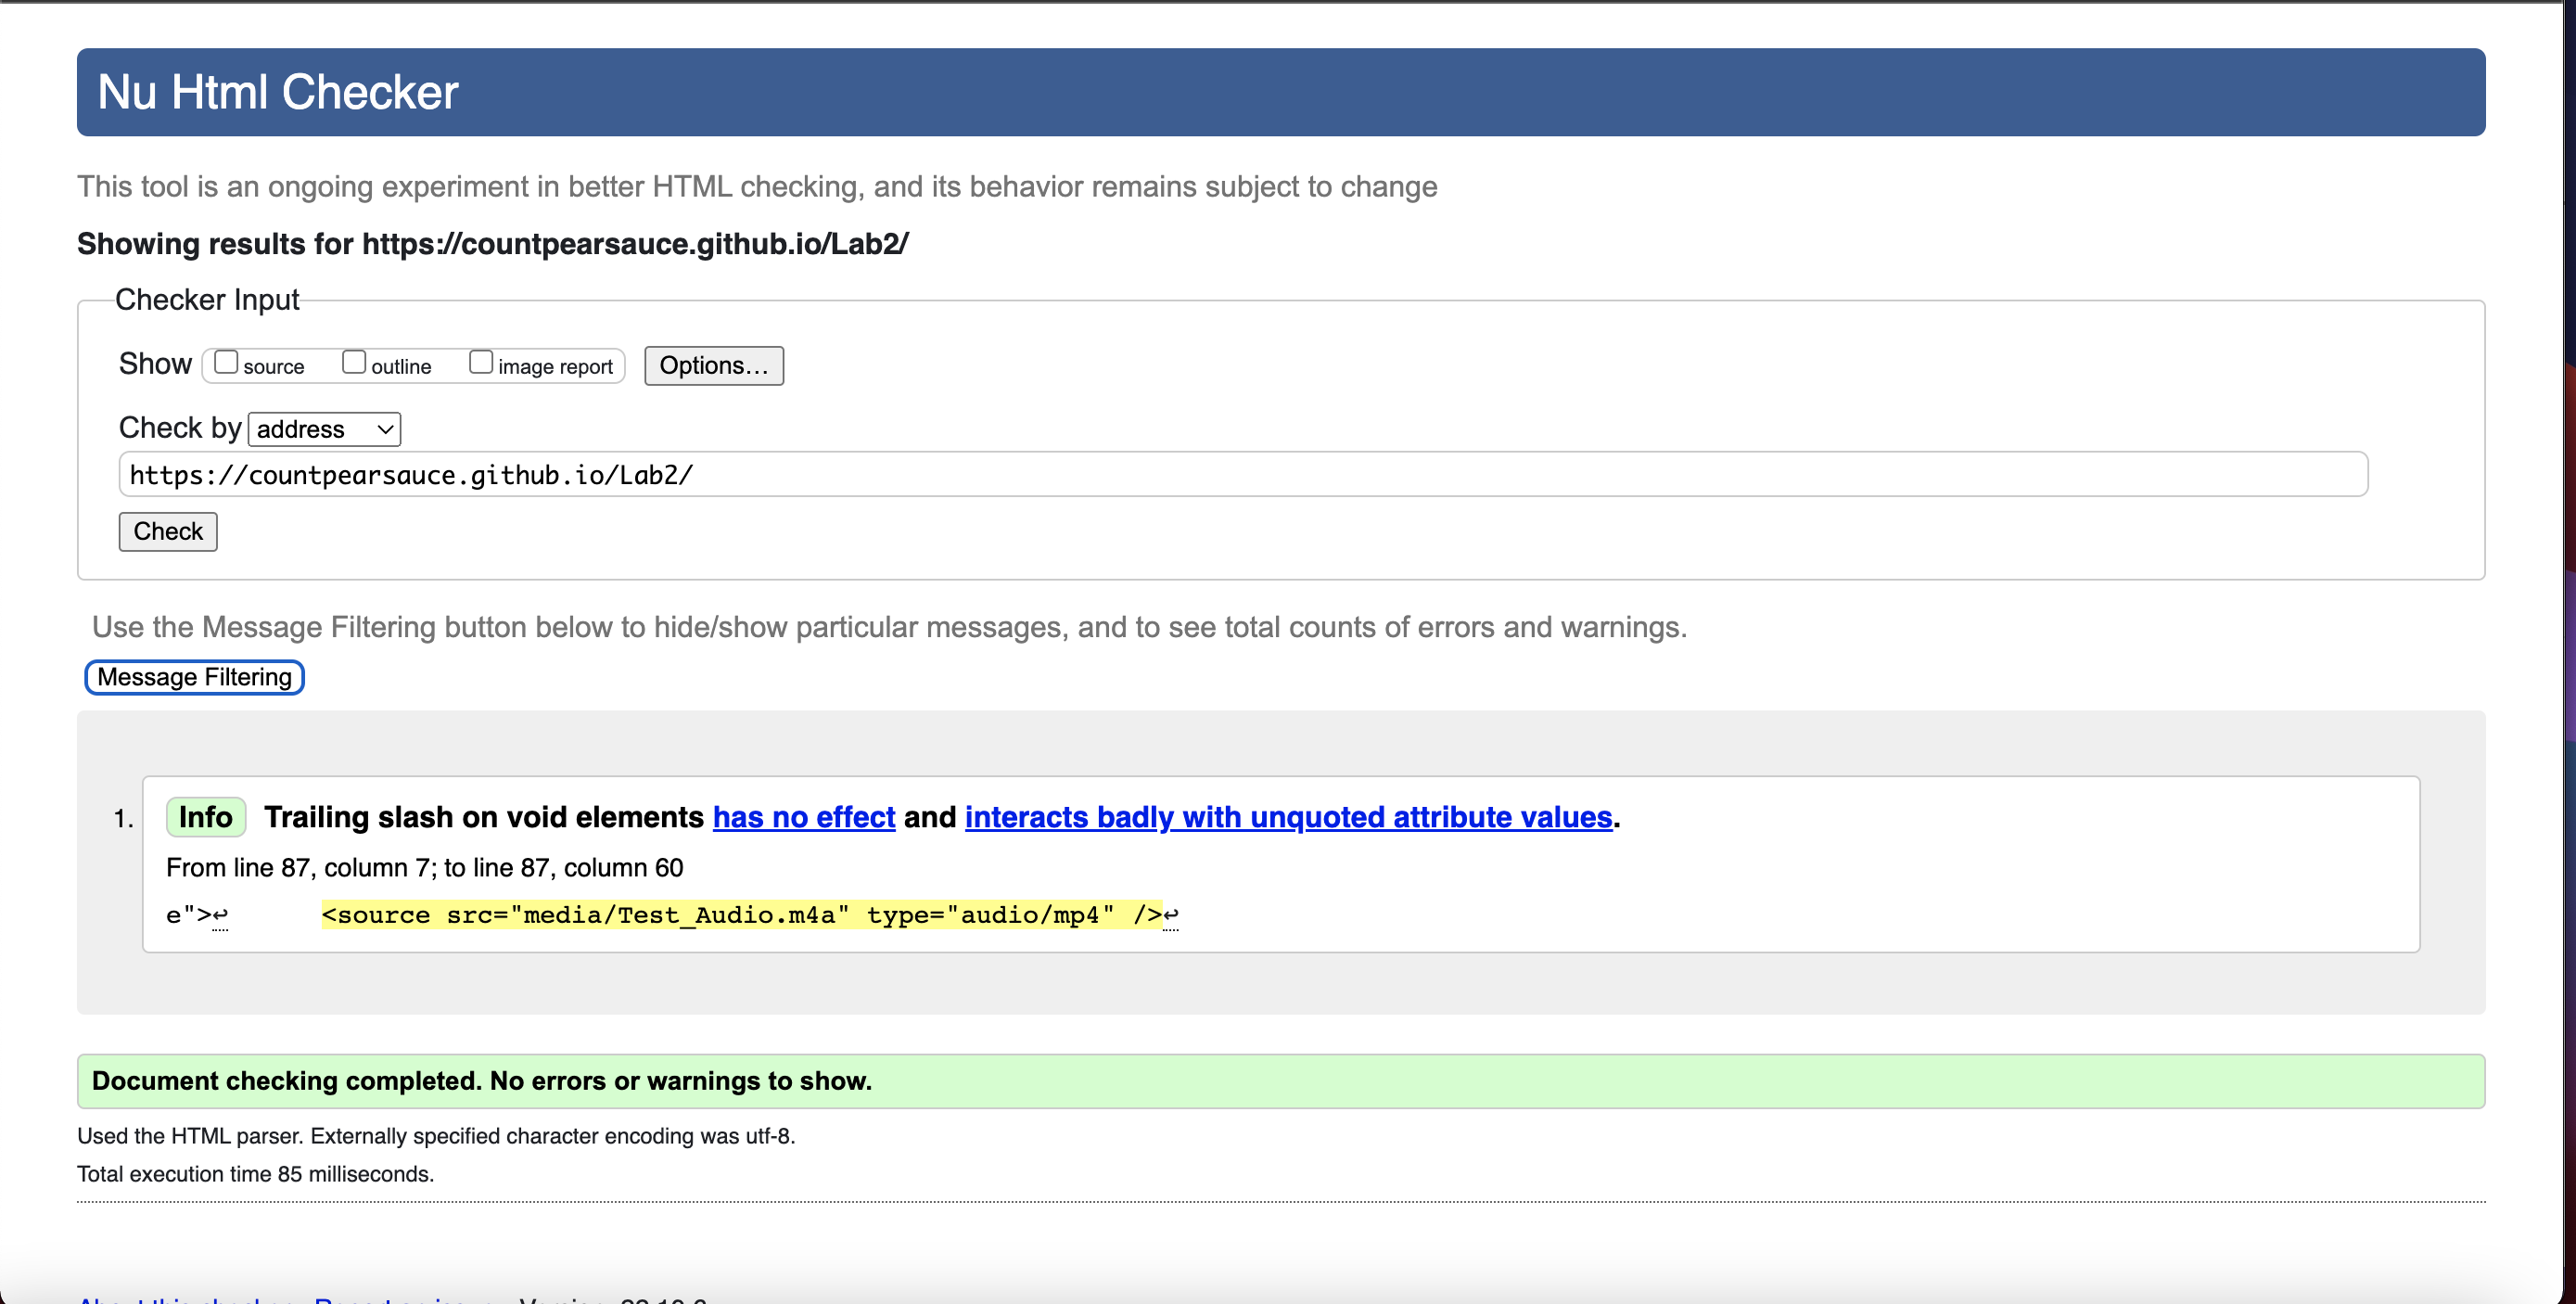 Nu Html Checker
This tool is an ongoing experiment in better HTML checking, and its behavior remains subject to change
Showing results for https://countpearsauce.github.io/Lab2/
Checker Input
Show source outline image report Options...
Check by address
https://countpearsauce.github.io/Lab2/
Check
Use the Message Filtering button below to hide/show particular messages, and to see total counts of errors and warnings.
Message Filtering
1. Info Trailing slash on void elements has no effect and interacts badly with unquoted attribute values.
From line 87, column 7; to line 87, column 60
e">↩ <source src="media/Test_Audio.m4a" type="audio/mp4" />↩
Document checking completed. No errors or warnings to show.
Used the HTML parser. Externally specified character encoding was utf-8.
Total execution time 85 milliseconds.